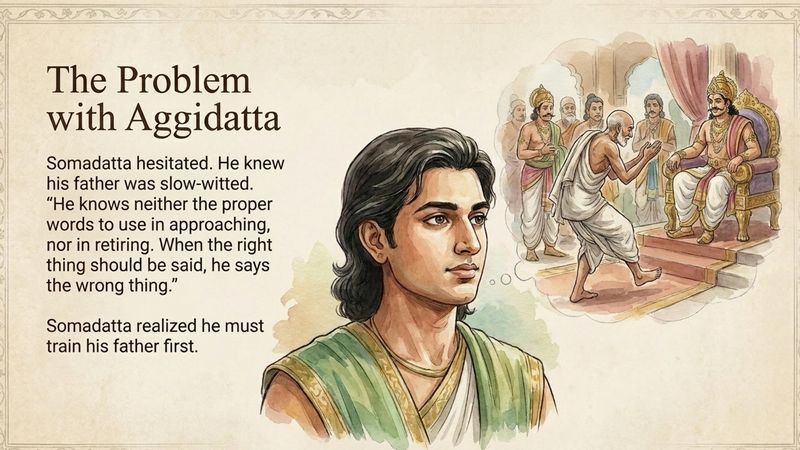 The Problem
with Aggidatta
Somadatta hesitated. He knew
his father was slow-witted.
“He knows neither the proper
words to use in approaching,
nor in retiring. When the right
thing should be said, he says
the wrong thing.”
Somadatta realized he must
train his father first.